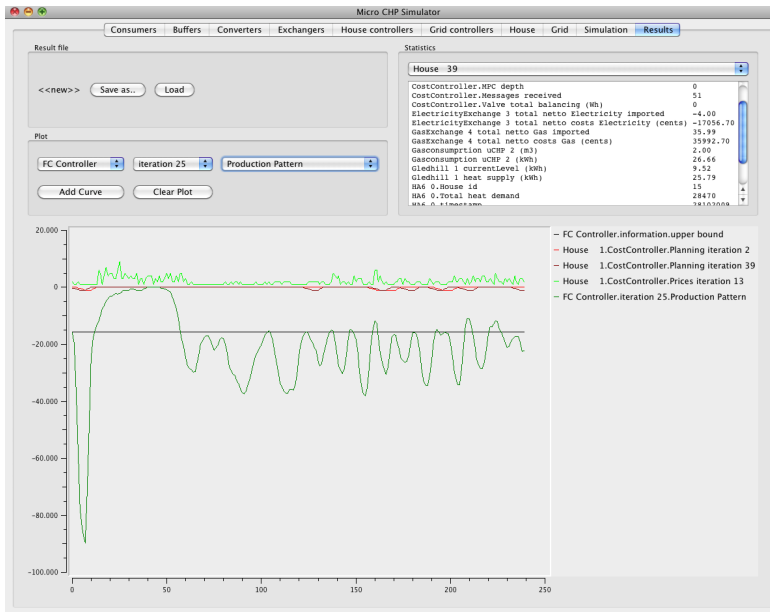 Micro CHP Simulator
Consumers Buffers Converters Exchangers House controllers Grid controllers House Grid Simulation Results
Result file
<<new>> Save as.. Load
Plot
FC Controller iteration 25 Production Pattern
Add Curve Clear Plot
Statistics
House 39
CostController.MPC depth 0
CostController.Messages received 51
CostController.Valve total balancing (Wh) 0
ElectricityExchange 3 total netto Electricity imported -4.00
ElectricityExchange 3 total netto costs Electricity (cents) -17056.70
GasExchange 4 total netto Gas imported 35.99
GasExchange 4 total netto costs Gas (cents) 35992.70
Gasconsumption uCHP 2 (m3) 2.00
Gasconsumption uCHP 2 (kWh) 26.66
Gledhill 1 currentLevel (kWh) 9.52
Gledhill 1 heat supply (kWh) 25.79
HA6 0.House id 15
HA6 0.Total heat demand 28470
HA6 0.timestamp 28102009
20.000
0
-20.000
-40.000
-60.000
-80.000
-100.000
0 50 100 150 200 250
FC Controller.information.upper bound
House 1.CostController.Planning iteration 2
House 1.CostController.Planning iteration 39
House 1.CostController.Prices iteration 13
FC Controller.iteration 25.Production Pattern